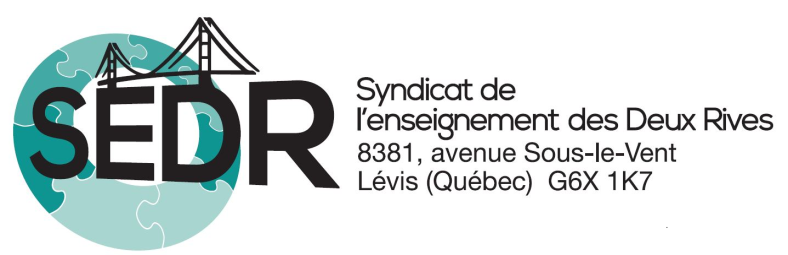 SEDR
Syndicat de
l'enseignement des Deux Rives
8381, avenue Sous-le-Vent
Lévis (Québec)  G6X 1K7